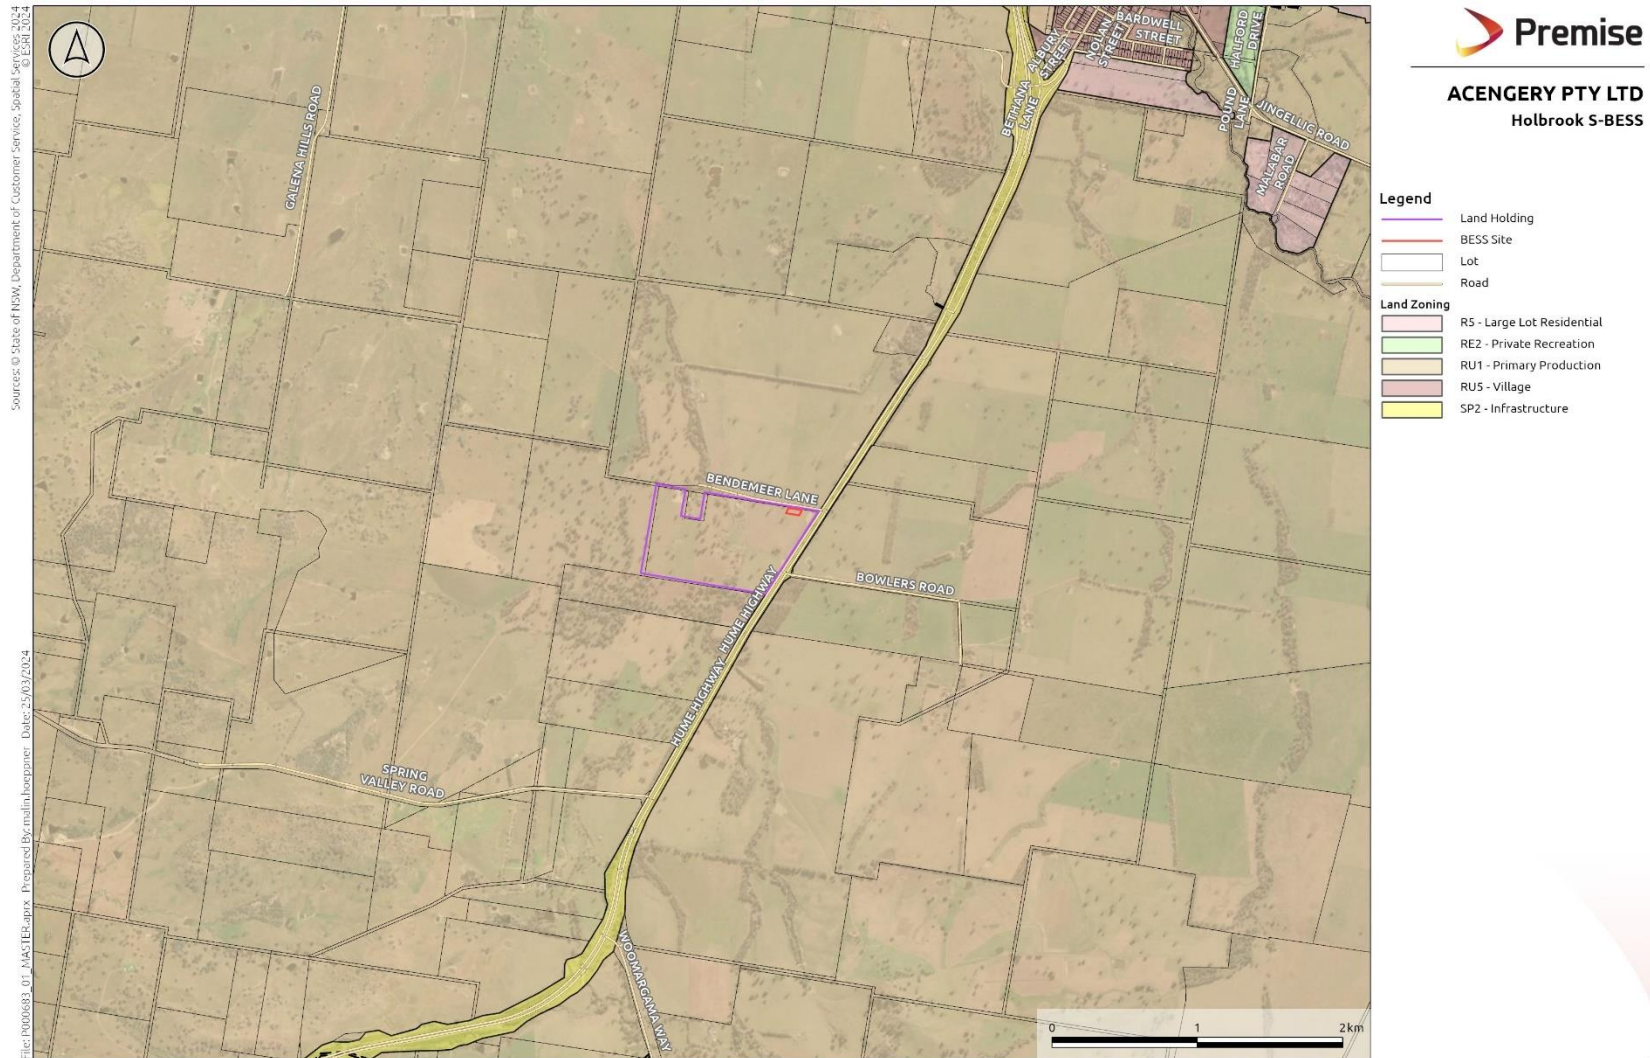 Sources: © State of NSW, Department of Customer Service, Spatial Services 2024
© ESRI 2024
File: P000683_01_MASTER.aprx Prepared By: malin.hoeppner Date: 25/03/2024
Premise
ACENGERY PTY LTD
Holbrook S-BESS
Legend
Land Holding
BESS Site
Lot
Road
Land Zoning
R5 - Large Lot Residential
RE2 - Private Recreation
RU1 - Primary Production
RU5 - Village
SP2 - Infrastructure
GALENA HILLS ROAD
BETHANA
LANE
ALBURY
STREET
NOLAN
STREET
BARDWELL
STREET
HALFORD
DRIVE
POUND
LANE
JINGELLIC ROAD
MALABAR
ROAD
BENDEMEER LANE
BOWLERS ROAD
HUME HIGHWAY
HUME HIGHWAY
SPRING
VALLEY ROAD
WOOMARGAMA WAY
0 1 2km